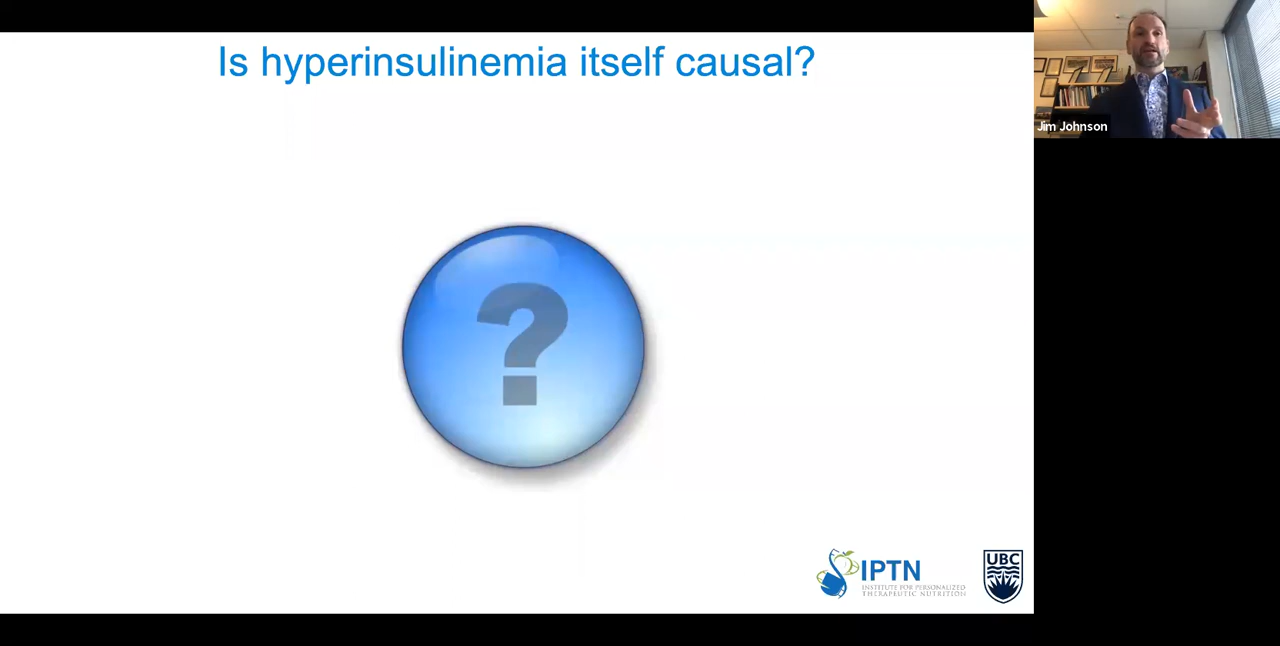 Is hyperinsulinemia itself causal?
Jim Johnson
?
IPTN
INSTITUTE FOR PERSONALIZED
THERAPEUTIC NUTRITION
UBC